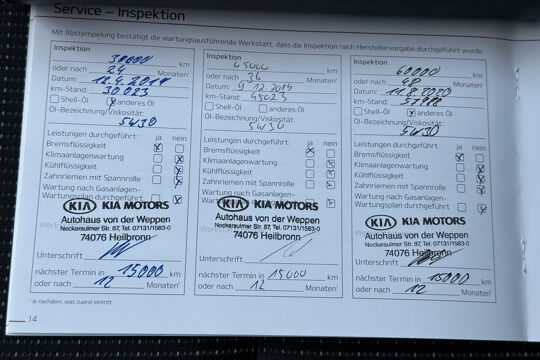 Service – Inspektion
Mit Abstempelung bestätigt die wartungsausführende Werkstatt, dass die Inspektion nach Herstellervorgabe durchgeführt wurde.
Inspektion
30000 km
oder nach 24 Monaten¹
Datum: 12.4.2019
km-Stand: 30023
Shell-Öl anderes Öl
Öl-Bezeichnung/Viskosität:
5W30
Leistungen durchgeführt: ja nein
Bremsflüssigkeit
Klimaanlagenwartung
Kühlflüssigkeit
Zahnriemen mit Spannrolle
Wartung nach Gasanlagen-
Wartungsplan durchgeführt
KIA KIA MOTORS
Autohaus von der Weppen
Neckarsulmer Str. 87, Tel. 07131/1583-0
74076 Heilbronn
Unterschrift
nächster Termin in 15000 km
oder nach 12 Monaten¹
Inspektion
45000 km
oder nach 36 Monaten¹
Datum: 9.12.2019
km-Stand: 45023
Shell-Öl anderes Öl
Öl-Bezeichnung/Viskosität:
5W30
Leistungen durchgeführt: ja nein
Bremsflüssigkeit
Klimaanlagenwartung
Kühlflüssigkeit
Zahnriemen mit Spannrolle
Wartung nach Gasanlagen-
KIA KIA MOTORS
Autohaus von der Weppen
Neckarsulmer Str. 87, Tel. 07131/1583-0
74076 Heilbronn
Unterschrift
nächster Termin in 15000 km
oder nach 12 Monaten¹
Inspektion
60000 km
oder nach 48 Monaten¹
Datum: 11.8.2020
km-Stand:
Shell-Öl anderes Öl
Öl-Bezeichnung/Viskosität:
5W30
Leistungen durchgeführt: ja nein
Bremsflüssigkeit
Klimaanlagenwartung
Kühlflüssigkeit
Zahnriemen mit Spannrolle
Wartung nach Gasanlagen-
Wartungsplan durchgeführt
KIA KIA MOTORS
Autohaus von der Weppen
Neckarsulmer Str. 87, Tel. 07131/1583-0
74076 Heilbronn
Unterschrift
nächster Termin in 15000 km
oder nach 12 Monaten¹
¹ Je nachdem, was zuerst eintritt.
14